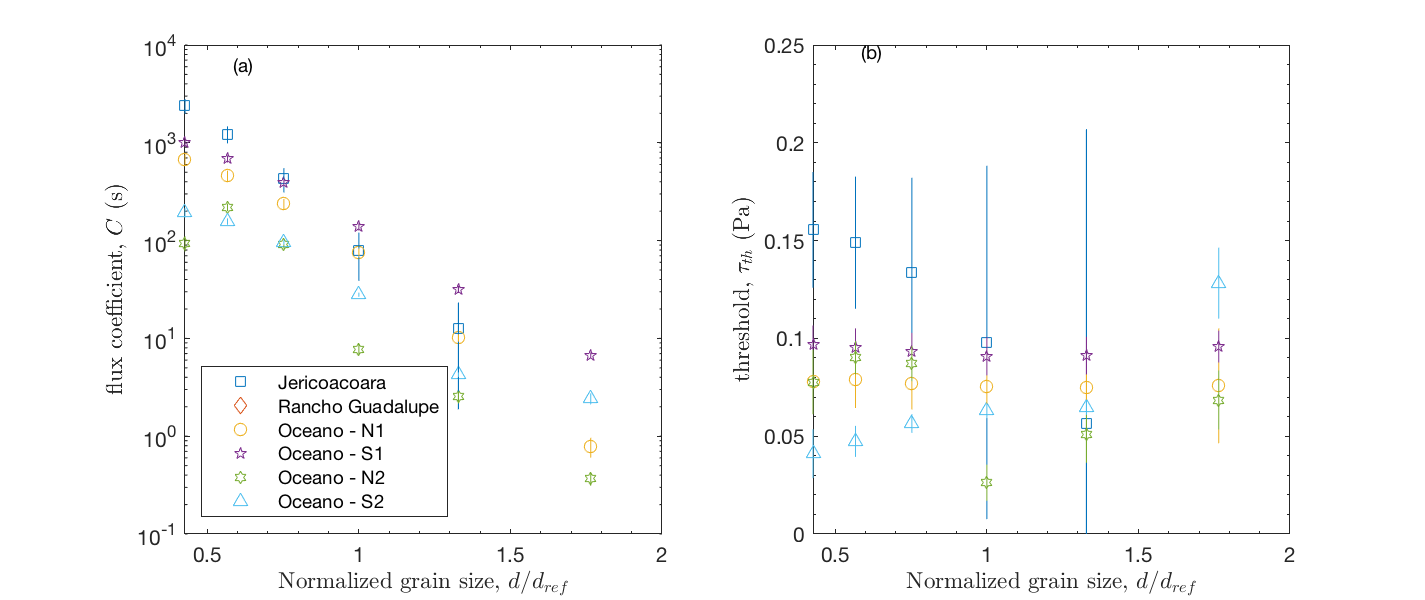 (a)
10^4
10^3
10^2
10^1
10^0
10^-1
flux coefficient, C (s)
Jericoacoara
Rancho Guadalupe
Oceano - N1
Oceano - S1
Oceano - N2
Oceano - S2
0.5 1 1.5 2
Normalized grain size, d/d_ref
(b)
0.25
0.2
0.15
0.1
0.05
0
threshold, τ_th (Pa)
0.5 1 1.5 2
Normalized grain size, d/d_ref